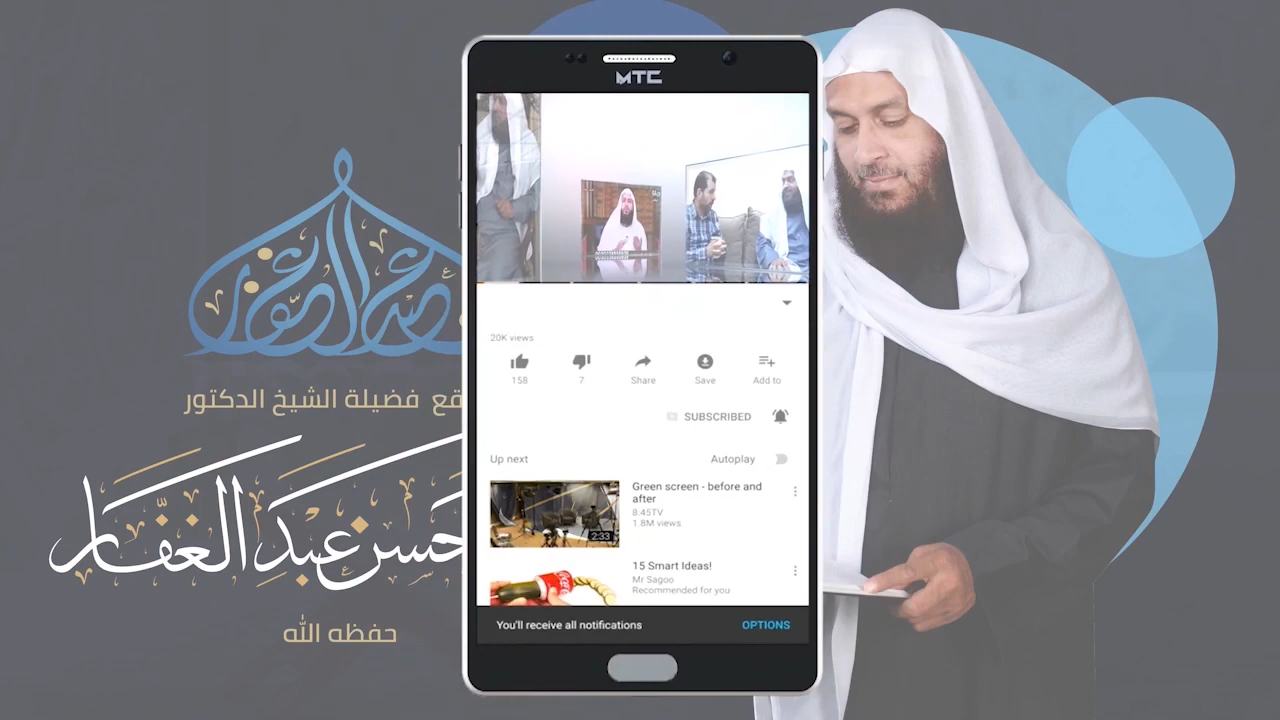 قع فضيلة الشيخ الدكتور
حسن عبد الغفار
حفظه الله
MTC
20K views
158
7
Share
Save
Add to
SUBSCRIBED
Up next
Autoplay
Green screen - before and
after
8.45TV
1.8M views
2:33
15 Smart Ideas!
Mr Sagoo
Recommended for you
You'll receive all notifications
OPTIONS